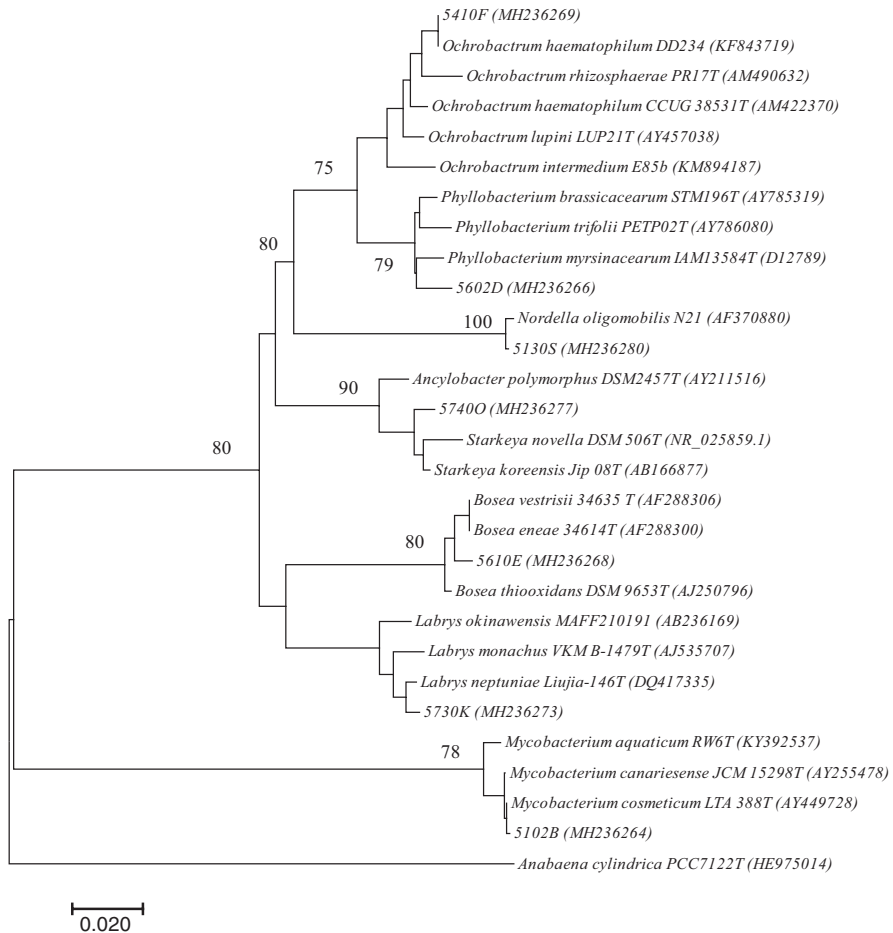 5410F (MH236269)
Ochrobactrum haematophilum DD234 (KF843719)
Ochrobactrum rhizosphaerae PR17T (AM490632)
Ochrobactrum haematophilum CCUG 38531T (AM422370)
Ochrobactrum lupini LUP21T (AY457038)
Ochrobactrum intermedium E85b (KM894187)
75
Phyllobacterium brassicacearum STM196T (AY785319)
Phyllobacterium trifolii PETP02T (AY786080)
80
Phyllobacterium myrsinacearum IAM13584T (D12789)
79
5602D (MH236266)
Nordella oligomobilis N21 (AF370880)
100
5130S (MH236280)
Ancylobacter polymorphus DSM2457T (AY211516)
90
5740O (MH236277)
Starkeya novella DSM 506T (NR_025859.1)
80
Starkeya koreensis Jip 08T (AB166877)
Bosea vestrisii 34635 T (AF288306)
Bosea eneae 34614T (AF288300)
80
5610E (MH236268)
Bosea thiooxidans DSM 9653T (AJ250796)
Labrys okinawensis MAFF210191 (AB236169)
Labrys monachus VKM B-1479T (AJ535707)
Labrys neptuniae Liujia-146T (DQ417335)
5730K (MH236273)
Mycobacterium aquaticum RW6T (KY392537)
78
Mycobacterium canariesense JCM 15298T (AY255478)
Mycobacterium cosmeticum LTA 388T (AY449728)
5102B (MH236264)
Anabaena cylindrica PCC7122T (HE975014)
0.020